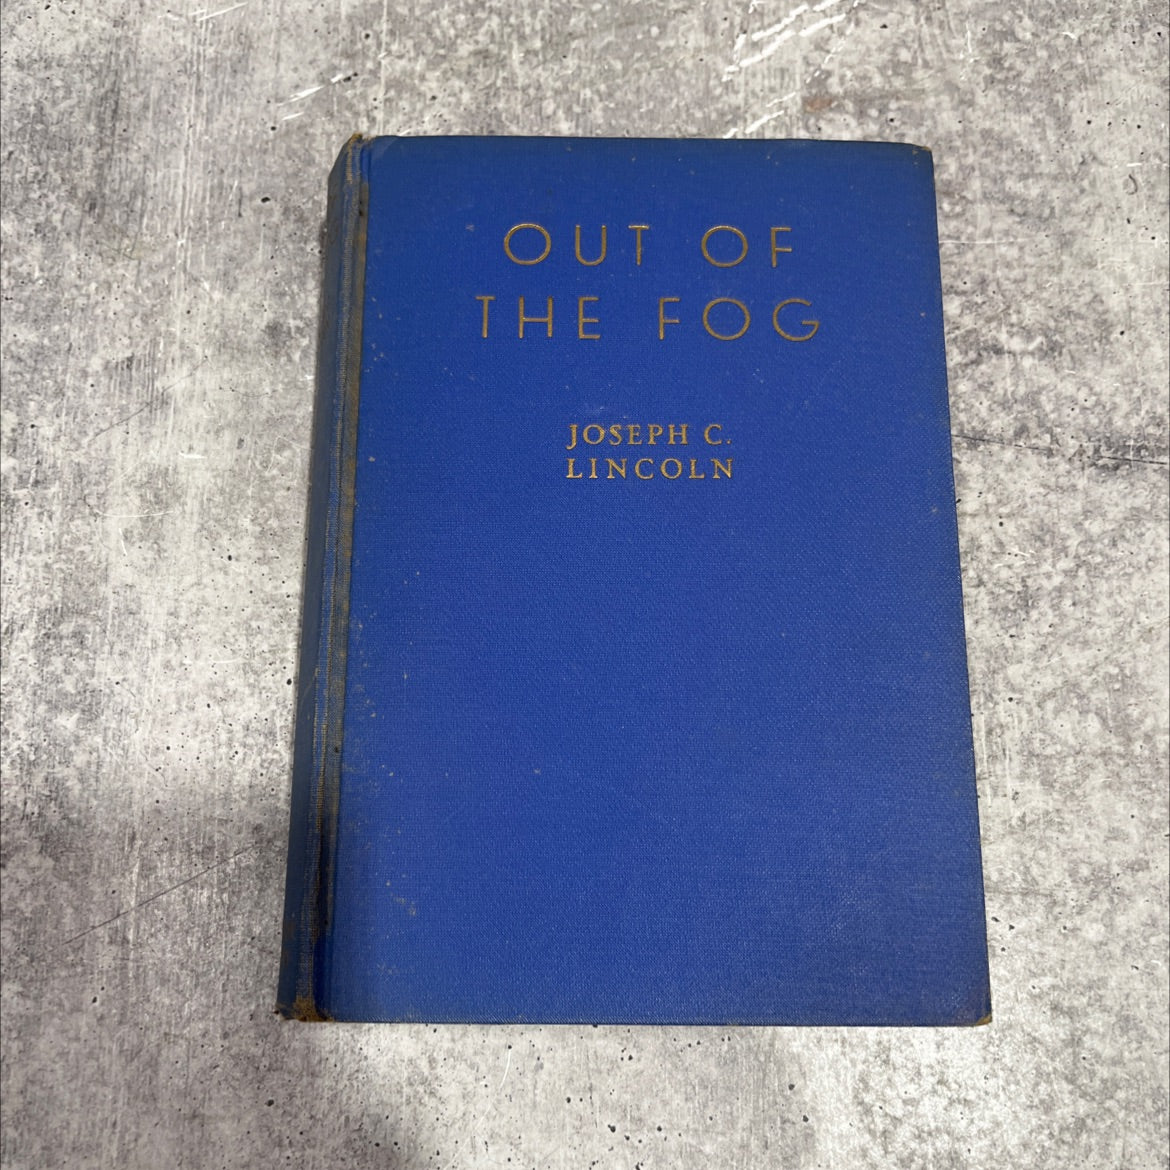 OUT OF
THE FOG
JOSEPH C.
LINCOLN